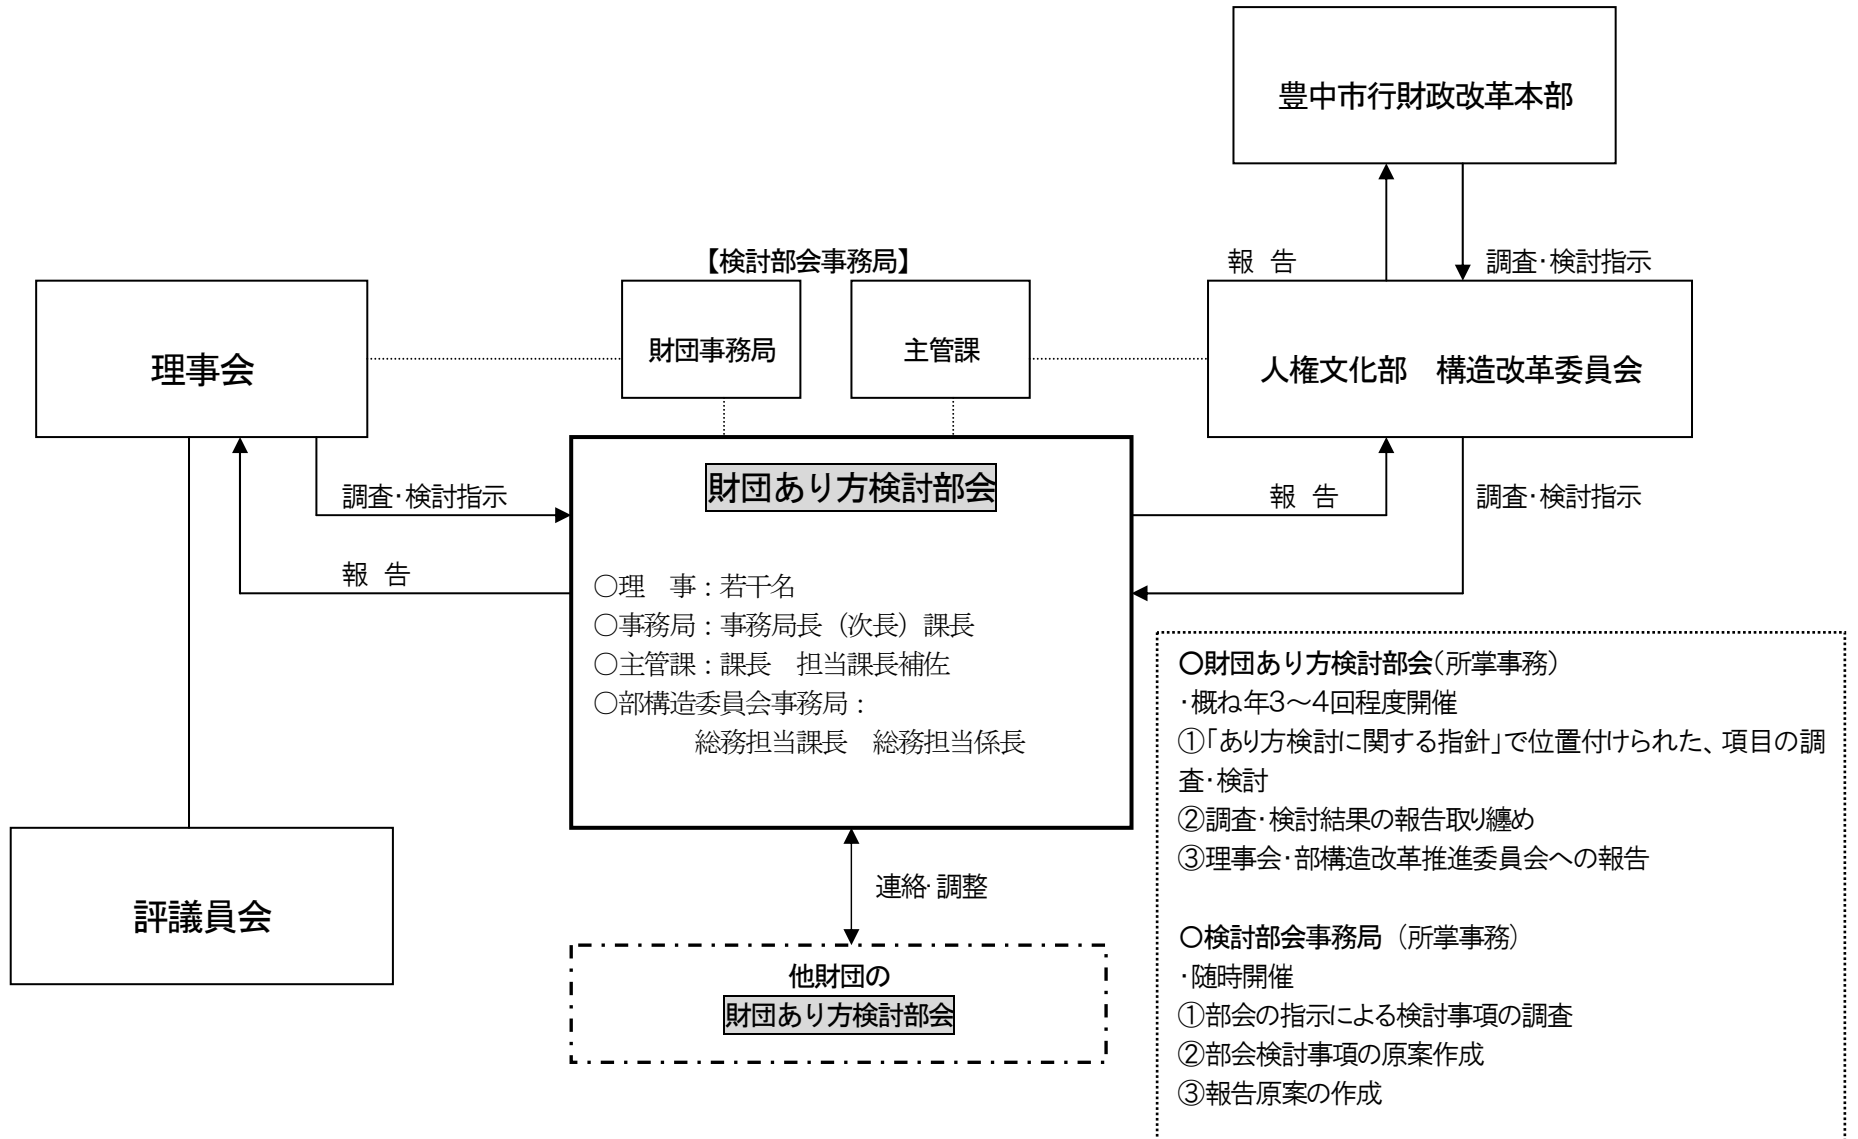 豊中市行財政改革本部
報 告
調査・検討指示
【検討部会事務局】
理事会
財団事務局
主管課
人権文化部　構造改革委員会
調査・検討指示
報 告
財団あり方検討部会
○理　事：若干名
○事務局：事務局長（次長）課長
○主管課：課長　担当課長補佐
○部構造委員会事務局：
総務担当課長　総務担当係長
報 告
調査・検討指示
評議員会
連絡・調整
他財団の
財団あり方検討部会
○財団あり方検討部会（所掌事務）
・概ね年3～4回程度開催
①「あり方検討に関する指針」で位置付けられた、項目の調
査・検討
②調査・検討結果の報告取り纏め
③理事会・部構造改革推進委員会への報告
○検討部会事務局（所掌事務）
・随時開催
①部会の指示による検討事項の調査
②部会検討事項の原案作成
③報告原案の作成